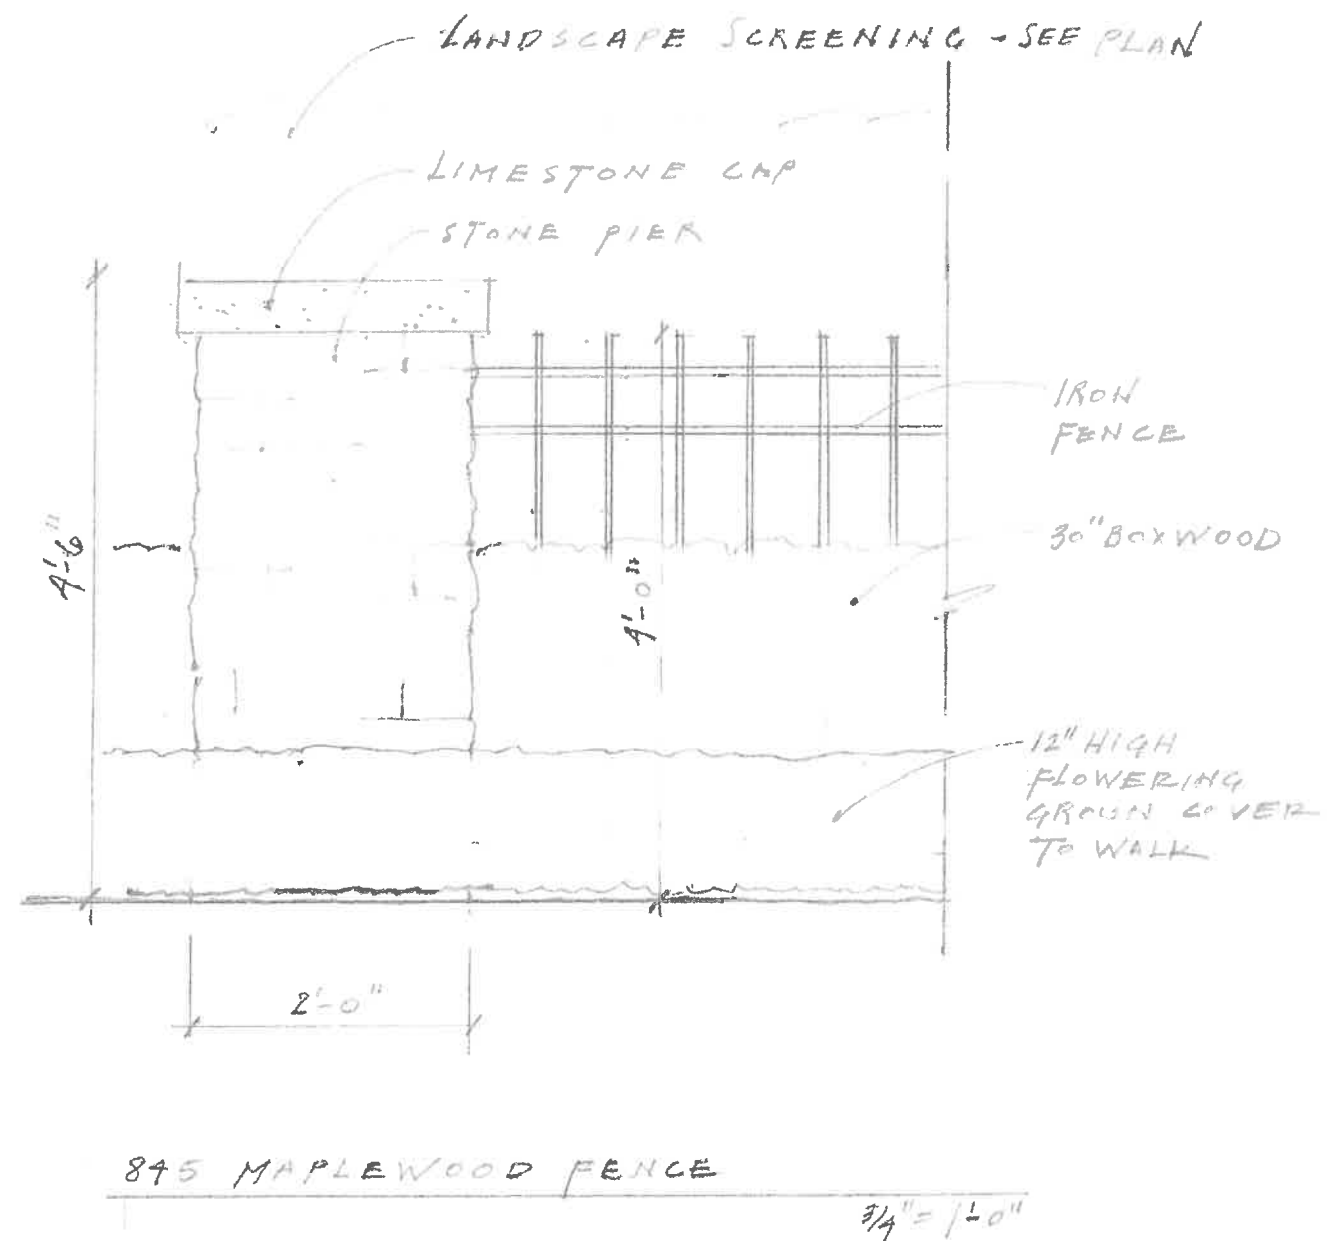 LANDSCAPE SCREENING - SEE PLAN
LIMESTONE CAP
STONE PIER
IRON
FENCE
4'-6"
30" BOXWOOD
4'-0"
12" HIGH
FLOWERING
GROUN COVER
TO WALK
2'-0"
845 MAPLEWOOD FENCE
3/4" = 1'-0"